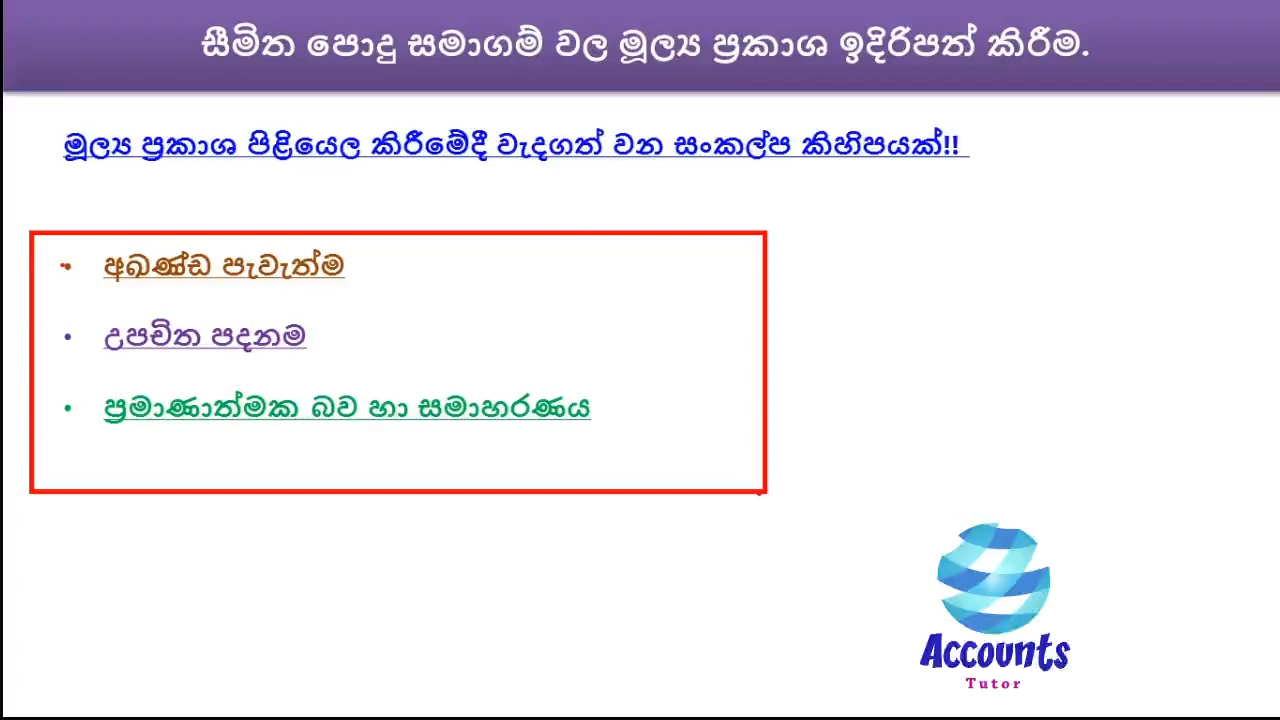 සීමිත පොදු සමාගම් වල මූල්‍ය ප්‍රකාශ ඉදිරිපත් කිරීම.
මූල්‍ය ප්‍රකාශ පිළියෙල කිරීමේදී වැදගත් වන සංකල්ප කිහිපයක්!!
• අඛණ්ඩ පැවැත්ම
• උපචිත පදනම
• ප්‍රමාණාත්මක බව හා සමාහරණය
Accounts
Tutor